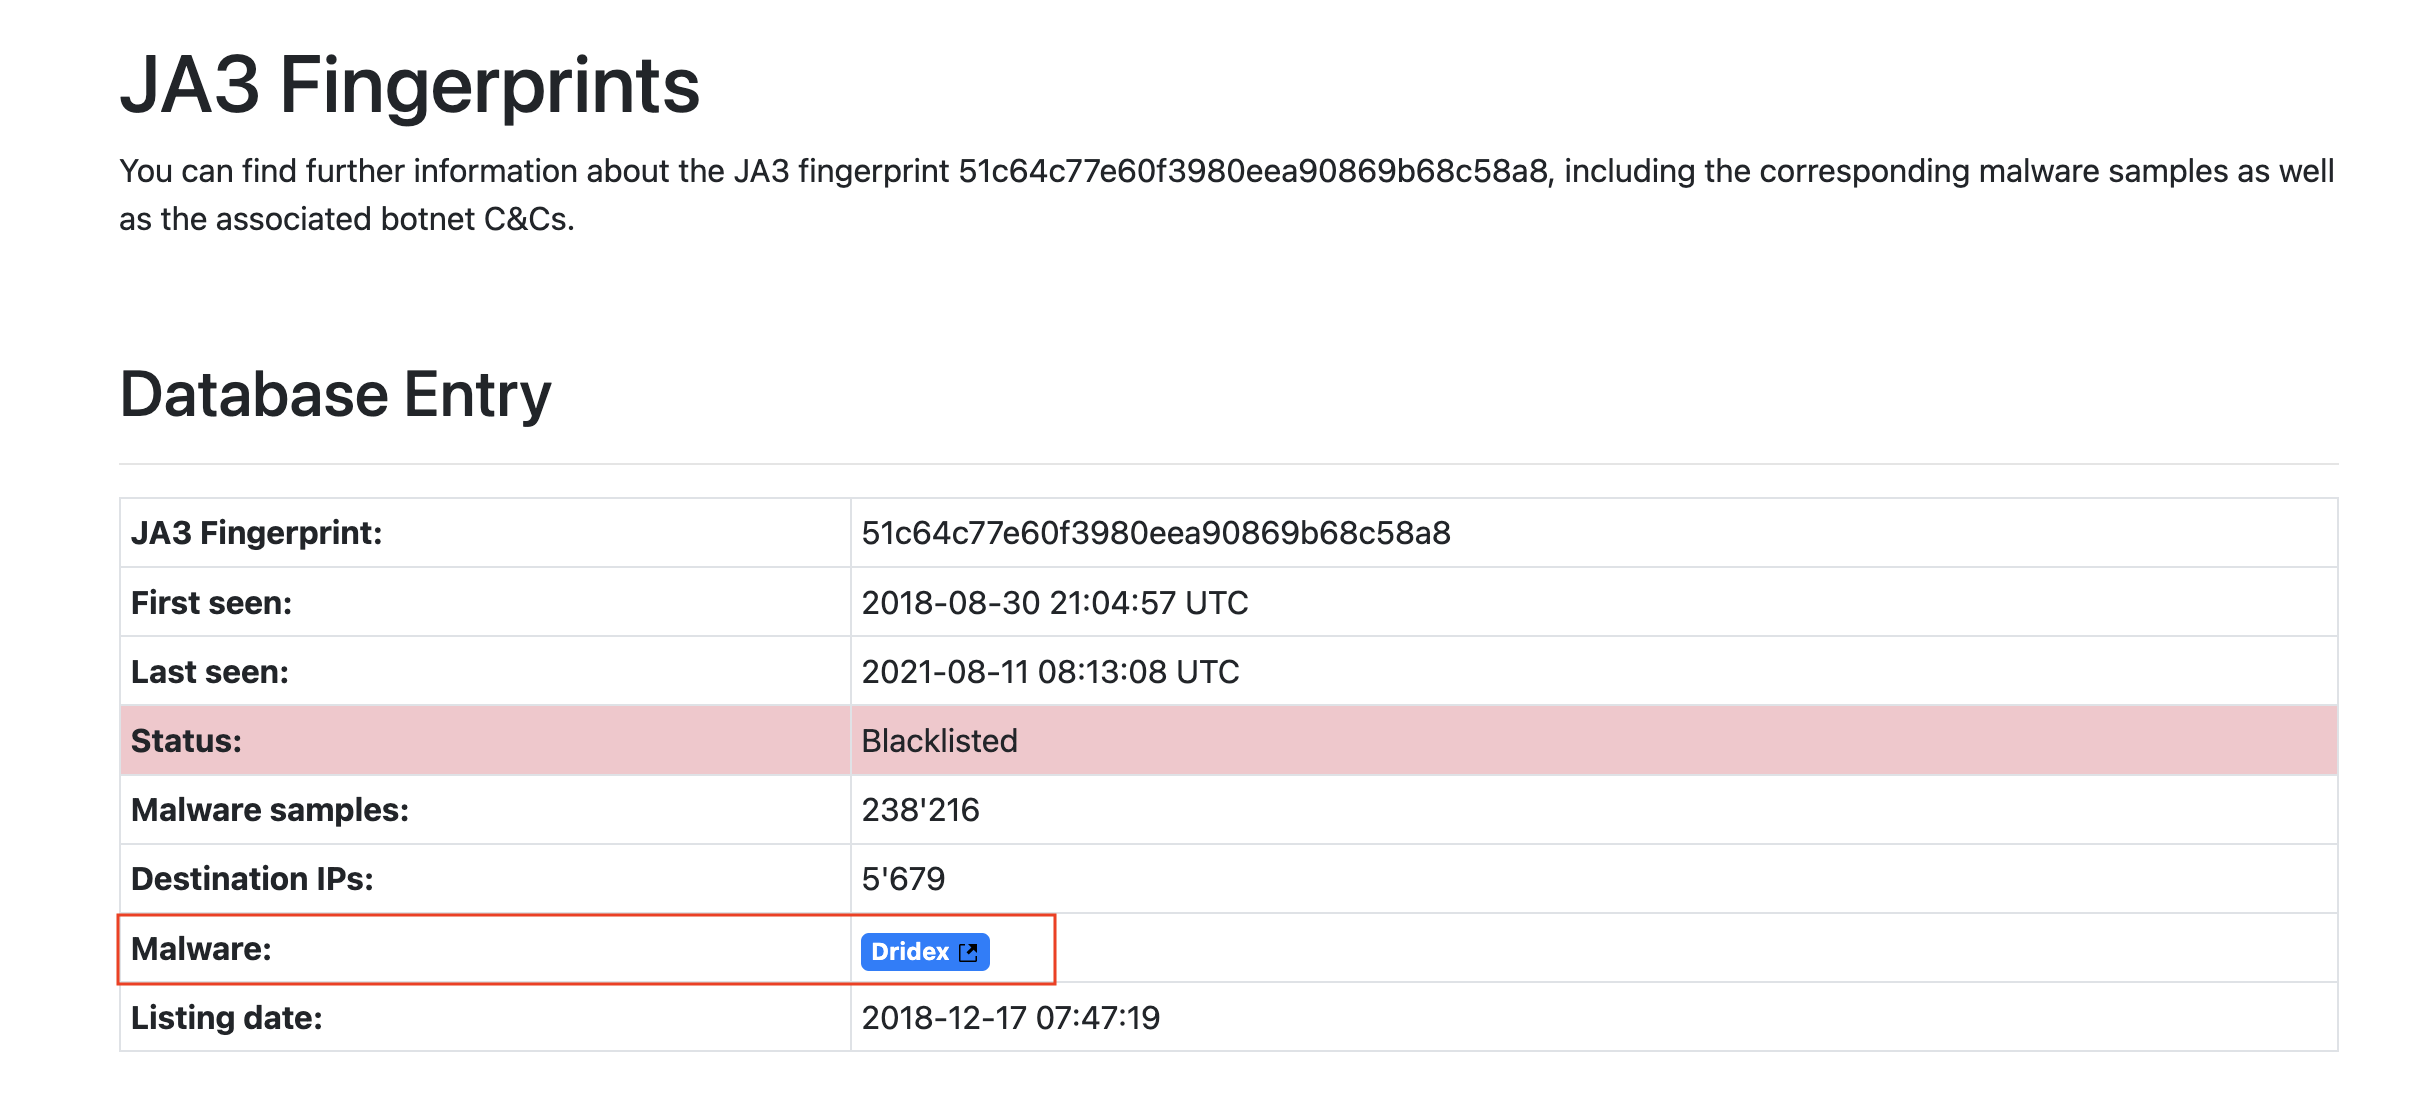 JA3 Fingerprints
You can find further information about the JA3 fingerprint 51c64c77e60f3980eea90869b68c58a8, including the corresponding malware samples as well
as the associated botnet C&Cs.
Database Entry
JA3 Fingerprint: 51c64c77e60f3980eea90869b68c58a8
First seen: 2018-08-30 21:04:57 UTC
Last seen: 2021-08-11 08:13:08 UTC
Status: Blacklisted
Malware samples: 238'216
Destination IPs: 5'679
Malware: Dridex
Listing date: 2018-12-17 07:47:19